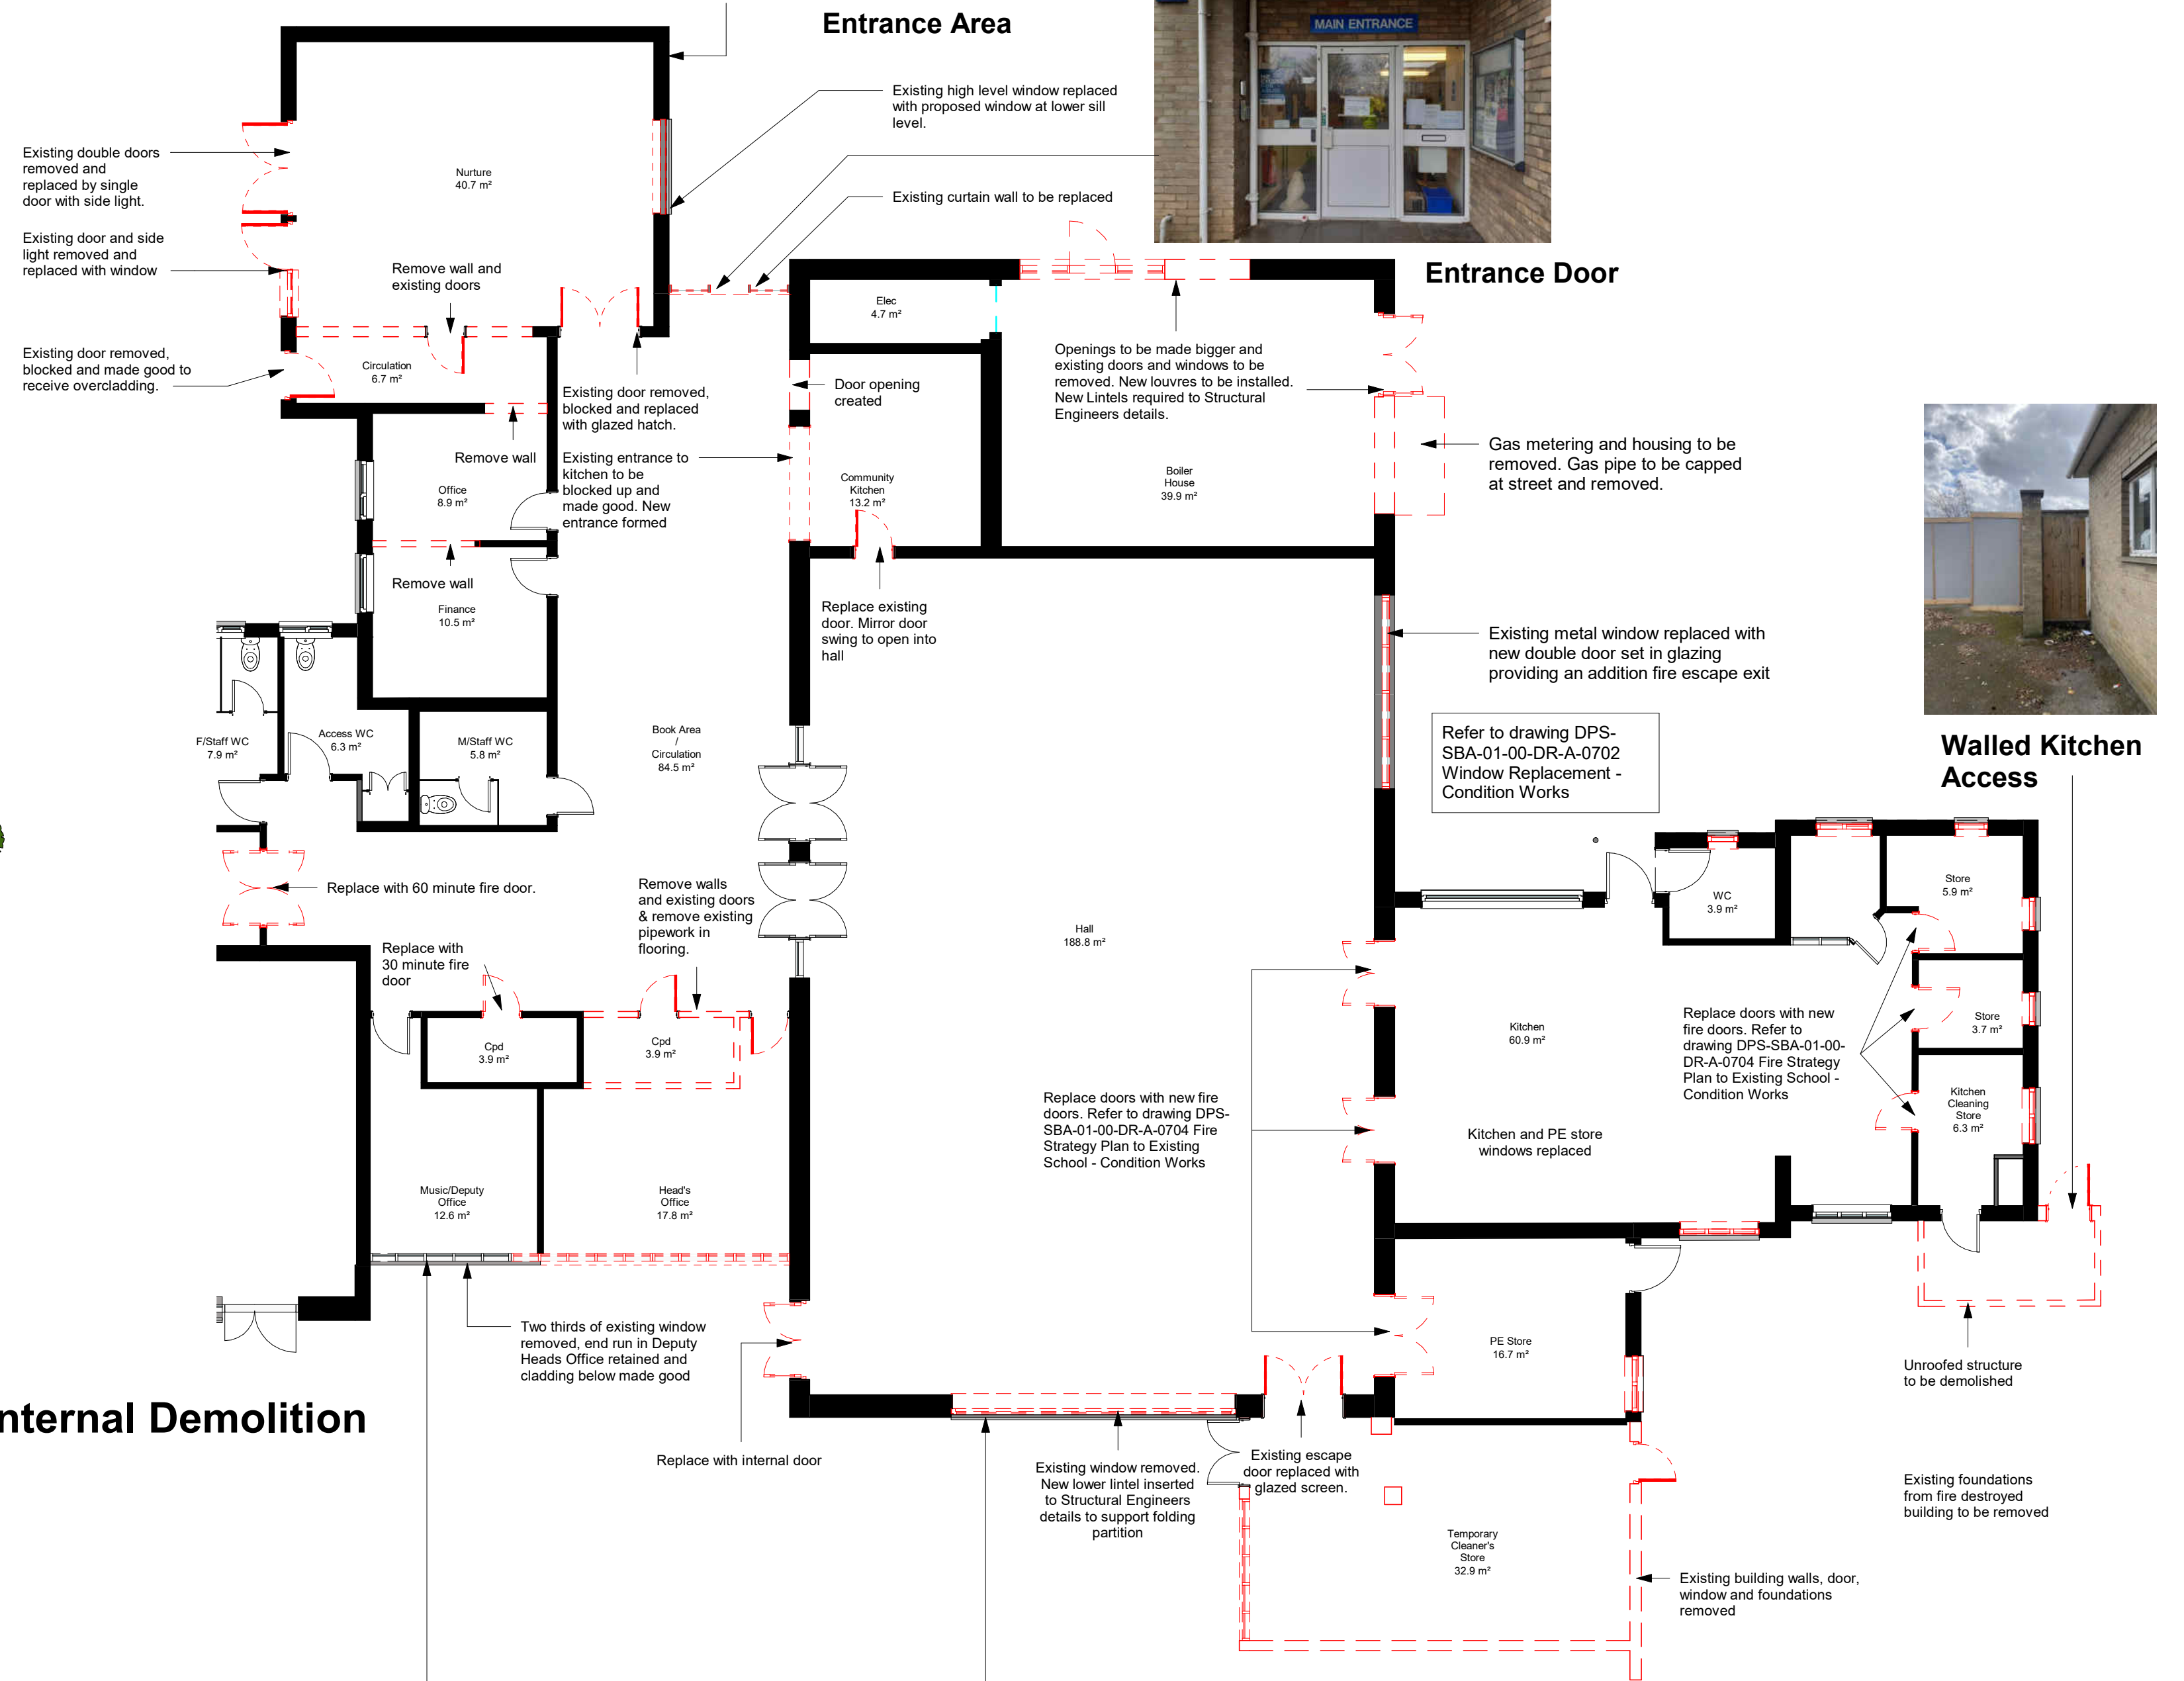 Entrance Area
MAIN ENTRANCE
Existing high level window replaced
with proposed window at lower sill
level.
Existing double doors
removed and
replaced by single
door with side light.
Nurture
40.7 m²
Existing curtain wall to be replaced
Existing door and side
light removed and
replaced with window
Remove wall and
existing doors
Entrance Door
Elec
4.7 m²
Existing door removed,
blocked and made good to
receive overcladding.
Circulation
6.7 m²
Openings to be made bigger and
existing doors and windows to be
removed. New louvres to be installed.
New Lintels required to Structural
Engineers details.
Existing door removed,
blocked and replaced
with glazed hatch.
Door opening
created
Gas metering and housing to be
removed. Gas pipe to be capped
at street and removed.
Remove wall
Existing entrance to
kitchen to be
blocked up and
made good. New
entrance formed
Office
8.9 m²
Community
Kitchen
13.2 m²
Boiler
House
39.9 m²
Remove wall
Finance
10.5 m²
Replace existing
door. Mirror door
swing to open into
hall
Existing metal window replaced with
new double door set in glazing
providing an addition fire escape exit
F/Staff WC
7.9 m²
Access WC
6.3 m²
M/Staff WC
5.8 m²
Book Area
/
Circulation
84.5 m²
Refer to drawing DPS-
SBA-01-00-DR-A-0702
Window Replacement -
Condition Works
Walled Kitchen
Access
Replace with 60 minute fire door.
Remove walls
and existing doors
& remove existing
pipework in
flooring.
WC
3.9 m²
Store
5.9 m²
Replace with
30 minute fire
door
Hall
188.8 m²
Cpd
3.9 m²
Cpd
3.9 m²
Kitchen
60.9 m²
Replace doors with new
fire doors. Refer to
drawing DPS-SBA-01-00-
DR-A-0704 Fire Strategy
Plan to Existing School -
Condition Works
Store
3.7 m²
Replace doors with new fire
doors. Refer to drawing DPS-
SBA-01-00-DR-A-0704 Fire
Strategy Plan to Existing
School - Condition Works
Kitchen
Cleaning
Store
6.3 m²
Kitchen and PE store
windows replaced
Music/Deputy
Office
12.6 m²
Head's
Office
17.8 m²
Two thirds of existing window
removed, end run in Deputy
Heads Office retained and
cladding below made good
PE Store
16.7 m²
Unroofed structure
to be demolished
nternal Demolition
Replace with internal door
Existing window removed.
New lower lintel inserted
to Structural Engineers
details to support folding
partition
Existing escape
door replaced with
glazed screen.
Existing foundations
from fire destroyed
building to be removed
Temporary
Cleaner's
Store
32.9 m²
Existing building walls, door,
window and foundations
removed